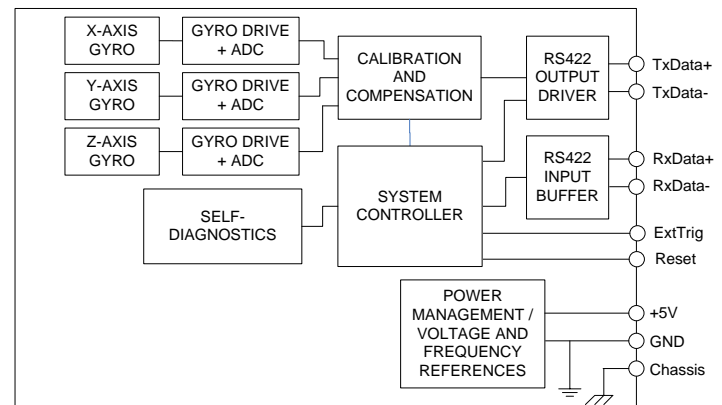 X-AXIS
GYRO
GYRO DRIVE
+ ADC
Y-AXIS
GYRO
GYRO DRIVE
+ ADC
Z-AXIS
GYRO
GYRO DRIVE
+ ADC
CALIBRATION
AND
COMPENSATION
RS422
OUTPUT
DRIVER
TxData+
TxData-
RS422
INPUT
BUFFER
RxData+
RxData-
SELF-
DIAGNOSTICS
SYSTEM
CONTROLLER
ExtTrig
Reset
POWER
MANAGEMENT /
VOLTAGE AND
FREQUENCY
REFERENCES
+5V
GND
Chassis